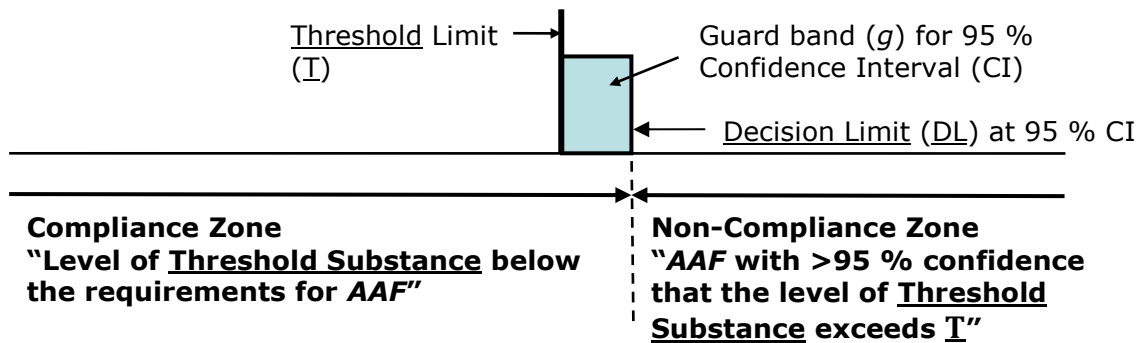 Threshold Limit
(T)
Guard band (g) for 95 %
Confidence Interval (CI)
Decision Limit (DL) at 95 % CI
Compliance Zone
“Level of Threshold Substance below
the requirements for AAF”
Non-Compliance Zone
“AAF with >95 % confidence
that the level of Threshold
Substance exceeds T”